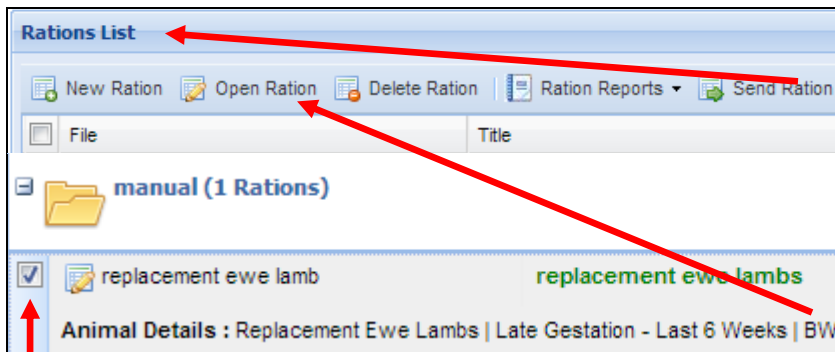 Rations List
New Ration Open Ration Delete Ration Ration Reports Send Ration
File Title
manual (1 Rations)
replacement ewe lamb replacement ewe lambs
Animal Details : Replacement Ewe Lambs | Late Gestation - Last 6 Weeks | BW